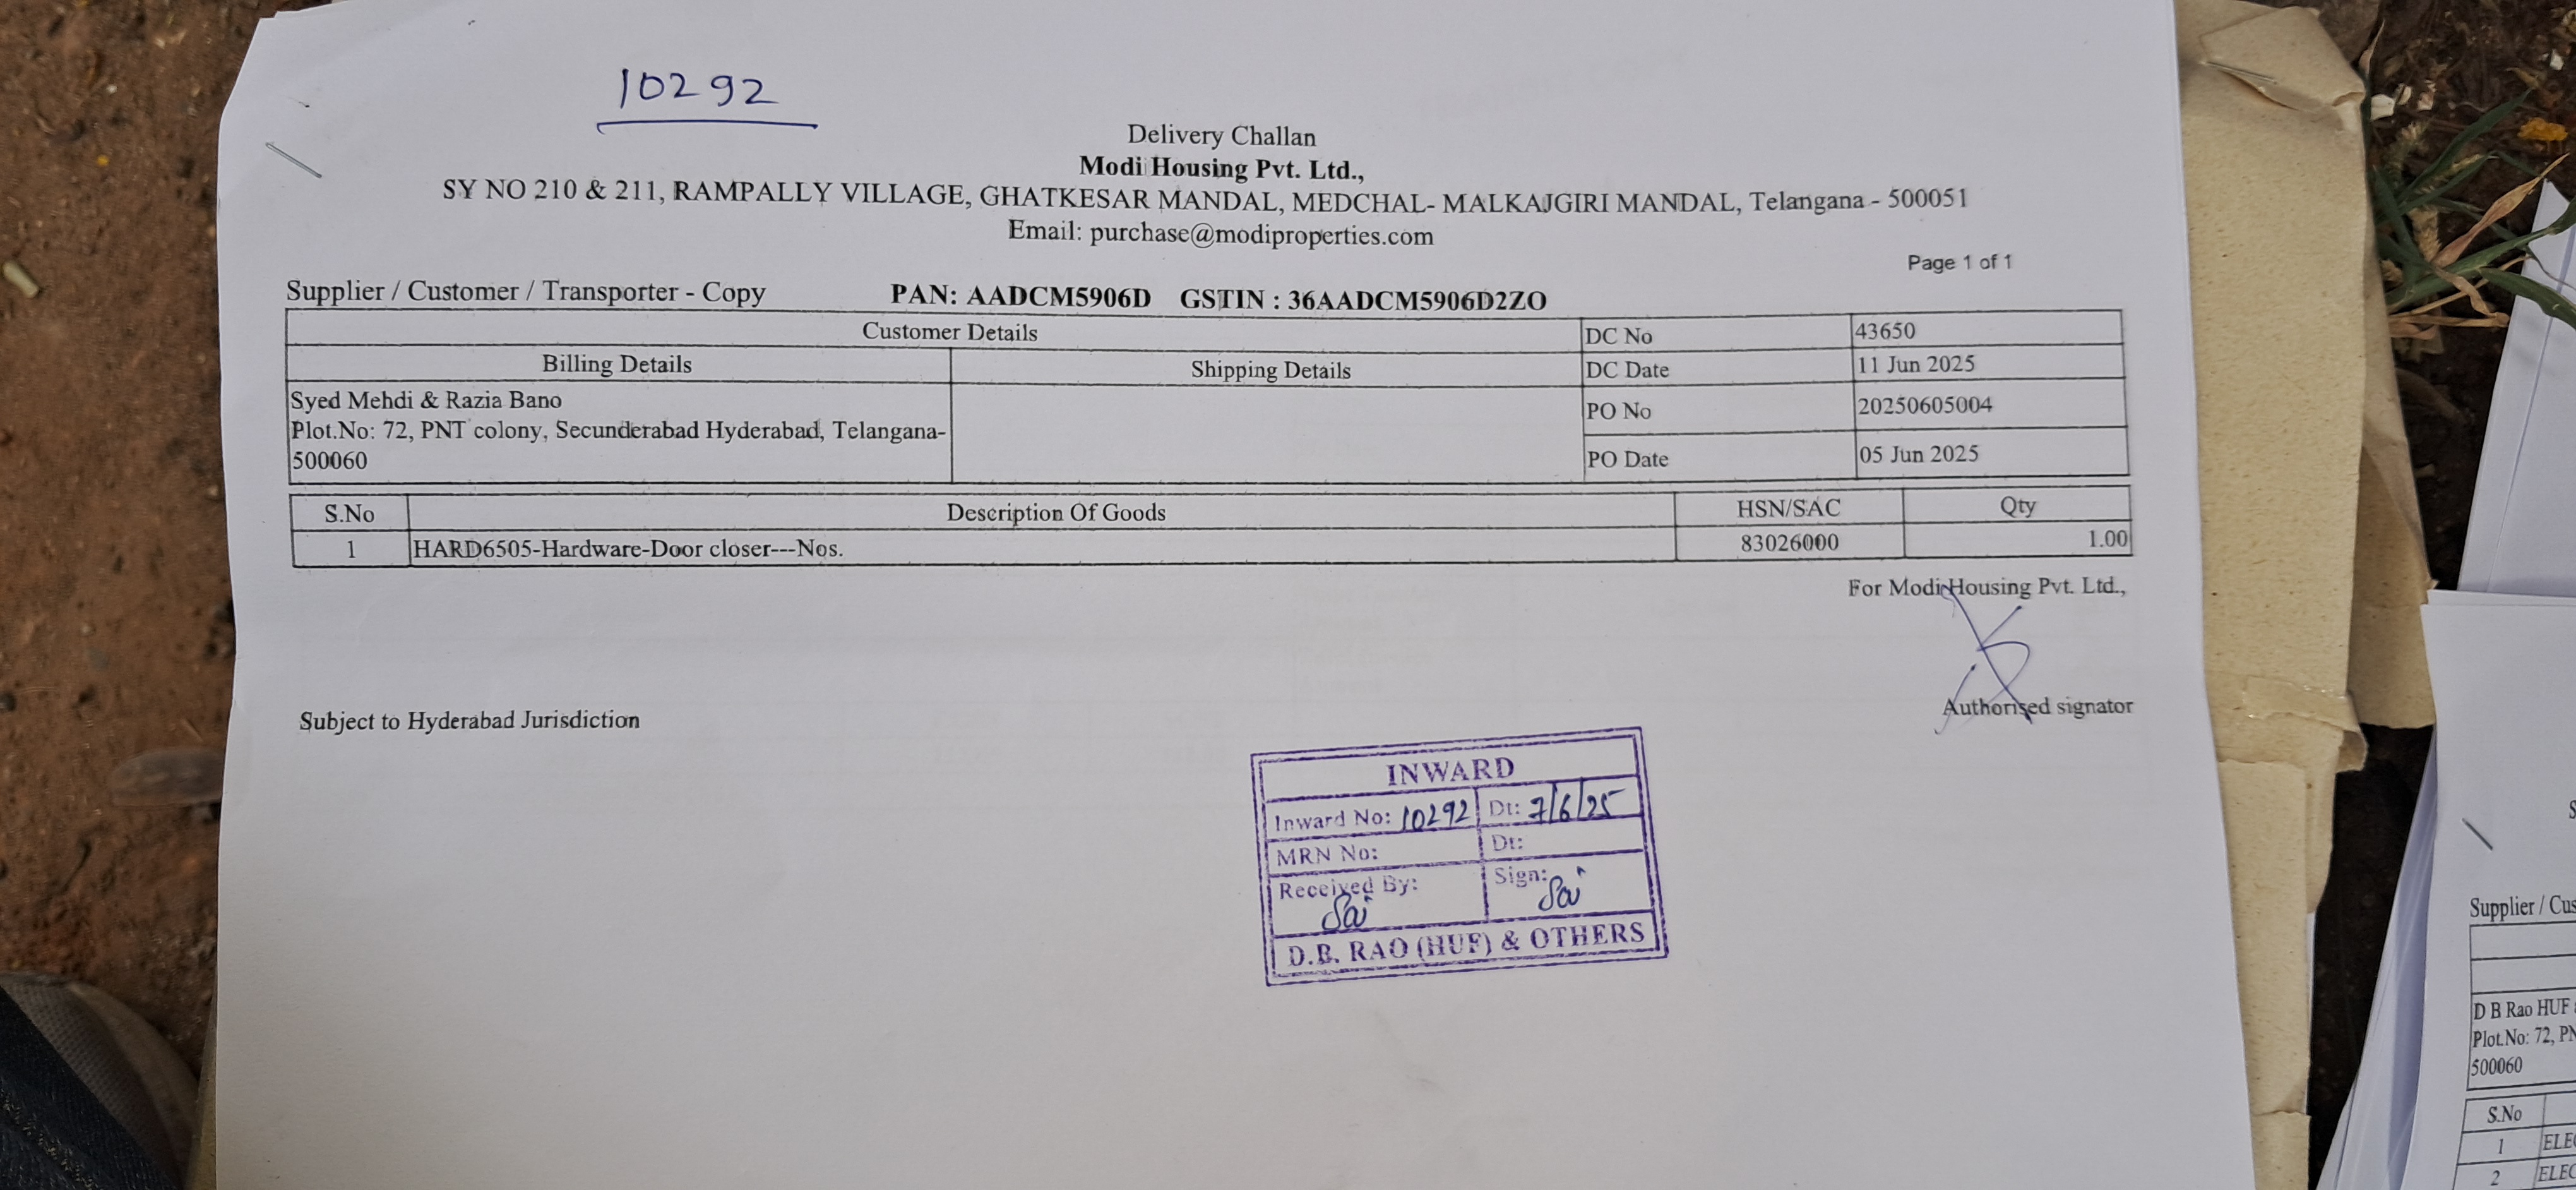 10292
Delivery Challan
Modi Housing Pvt. Ltd.,
SY NO 210 & 211, RAMPALLY VILLAGE, GHATKESAR MANDAL, MEDCHAL- MALKAJGIRI MANDAL, Telangana - 500051
Email: purchase@modiproperties.com
Page 1 of 1
Supplier / Customer / Transporter - Copy PAN: AADCM5906D GSTIN : 36AADCM5906D2ZO
Customer Details
DC No 43650
Billing Details Shipping Details
DC Date 11 Jun 2025
Syed Mehdi & Razia Bano
Plot.No: 72, PNT colony, Secunderabad Hyderabad, Telangana-
500060
PO No 20250605004
PO Date 05 Jun 2025
S.No Description Of Goods HSN/SAC Qty
1 HARD6505-Hardware-Door closer---Nos. 83026000 1.00
For Modi Housing Pvt. Ltd.,
Authorised signator
Subject to Hyderabad Jurisdiction
INWARD
Inward No: 10292 Dt: 7/6/25
MRN No: Dt:
Received By: Sai Sign: Sai
D.B. RAO (HUF) & OTHERS
Supplier / Cus
D B Rao HUF
Plot.No: 72, PN
500060
S.No
1 ELEC
2 ELEC